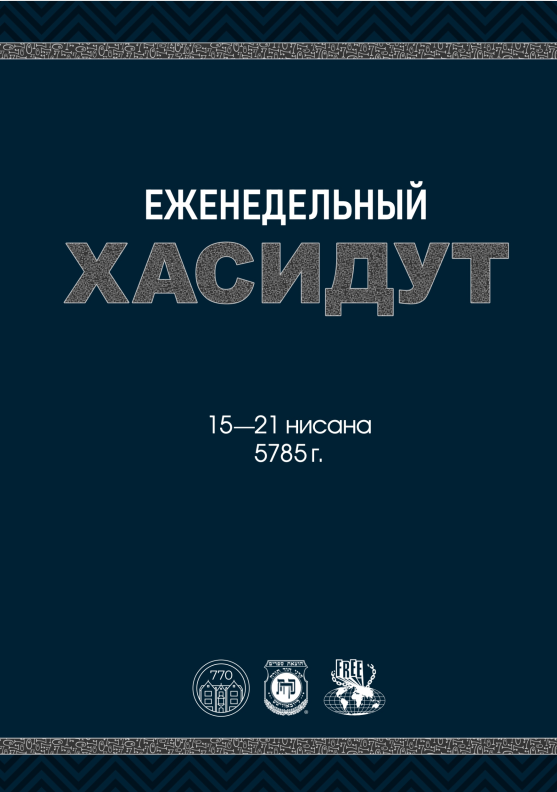 ЕЖЕНЕДЕЛЬНЫЙ
ХАСИДУТ
15—21 нисана
5785 г.
770
FREE